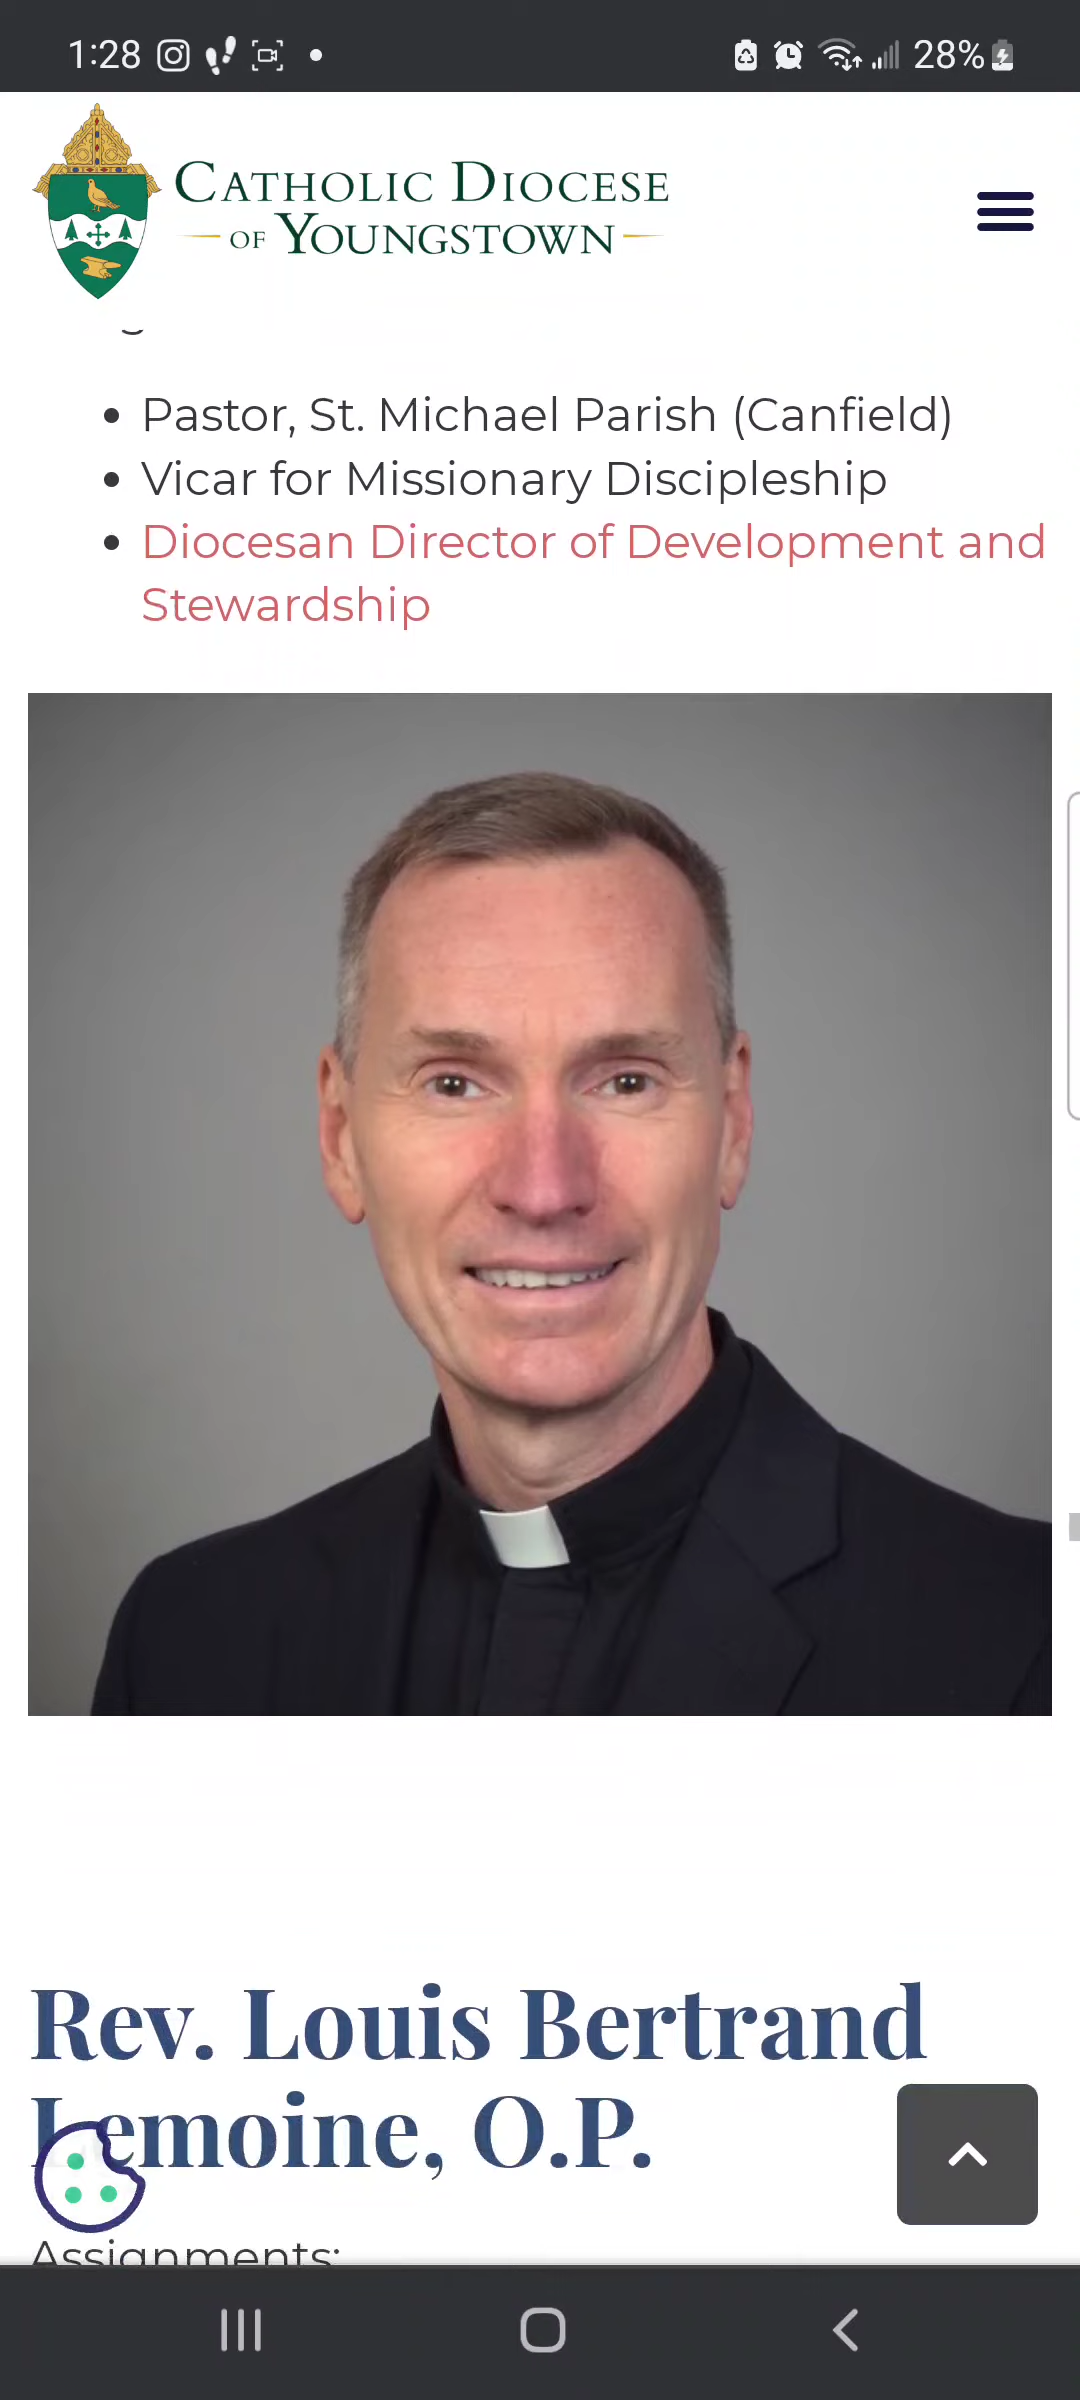 1:28
28%
CATHOLIC DIOCESE
OF YOUNGSTOWN
Pastor, St. Michael Parish (Canfield)
Vicar for Missionary Discipleship
Diocesan Director of Development and
Stewardship
Rev. Louis Bertrand
Lemoine, O.P.
Assignments: